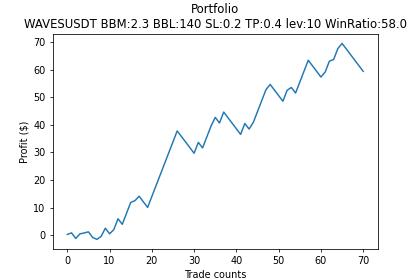 Portfolio
WAVESUSDT BBM:2.3 BBL:140 SL:0.2 TP:0.4 lev:10 WinRatio:58.0
Profit ($)
70
60
50
40
30
20
10
0
0 10 20 30 40 50 60 70
Trade counts